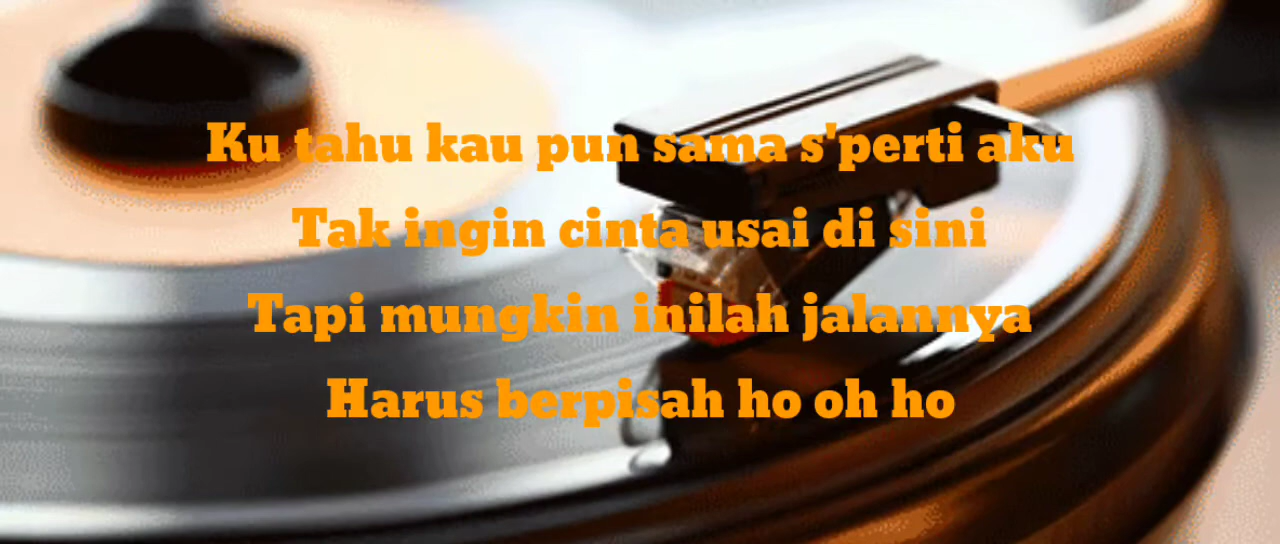 Ku tahu kau pun sama s'perti aku
Tak ingin cinta usai di sini
Tapi mungkin inilah jalannya
Harus berpisah ho oh ho